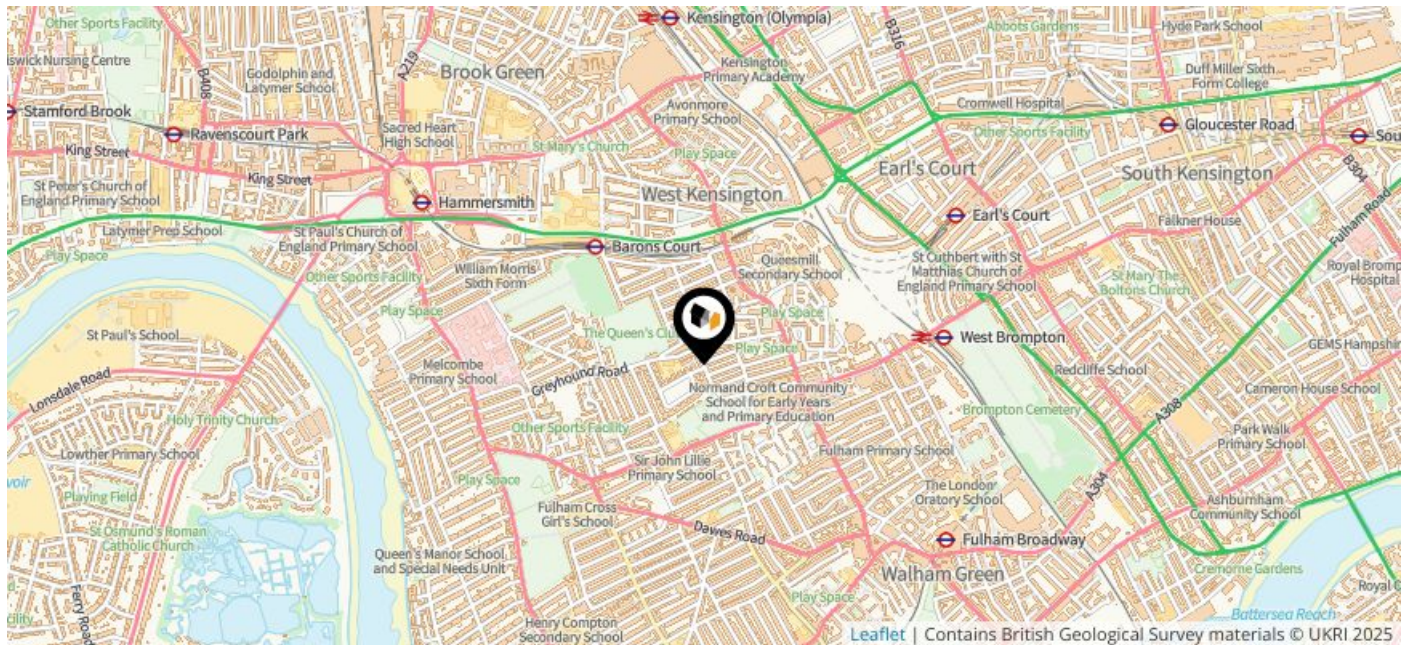 Other Sports Facility
Kensington (Olympia)
Abbots Gardens
Hyde Park School
B316
A219
B408
Nursing Centre
Godolphin and
Latymer School
Brook Green
Kensington
Primary Academy
Duff Miller Sixth
Form College
Stamford Brook
Ravenscourt Park
Sacred Heart
High School
Avonmore
Primary School
Cromwell Hospital
Other Sports Facility
Gloucester Road
Sou
King Street
King Street
St Mary's Church
Play Space
Earl's Court
South Kensington
B304
St Peter's Church of
England Primary School
West Kensington
Hammersmith
Earl's Court
Falkner House
Fulham Road
Latymer Prep School
St Paul's Church of
England Primary School
Barons Court
Play Space
Other Sports Facility
William Morris
Sixth Form
Queesmill
Secondary School
St Cuthbert with St
Matthias Church of
England Primary School
St Mary The
Boltons Church
Royal Bromp
Hospital
Play Space
Play Space
St Paul's School
The Queen's Clu
Play Space
West Brompton
GEMS Hampshir
Melcombe
Primary School
Greyhound Road
Lonsdale Road
Normand Croft Community
School for Early Years
and Primary Education
Redcliffe School
Cameron House School
Holy Trinity Church
Brompton Cemetery
A308
Other Sports Facility
Park Walk
Primary School
Lowther Primary School
Sir John Lillie
Primary School
Fulham Primary School
Play Space
The London
Oratory School
A304
Playing Field
Fulham Cross
Girl's School
Ashburnham
Community School
St Osmund's Roman
Catholic Church
Dawes Road
Fulham Broadway
Queen's Manor School
and Special Needs Unit
Walham Green
Cremorne Gardens
Ferry Road
Play Space
Royal
Henry Compton
Secondary School
Battersea Reach
Leaflet | Contains British Geological Survey materials © UKRI 2025